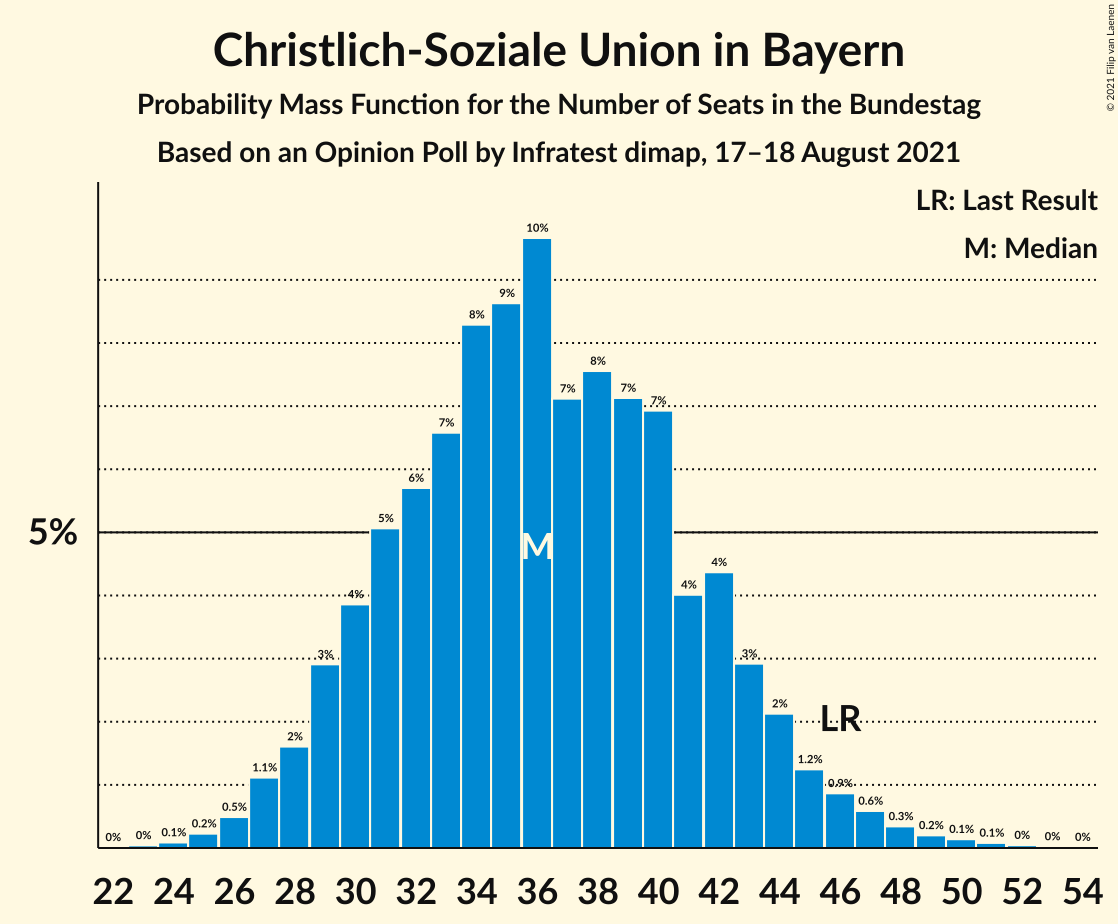 Christlich-Soziale Union in Bayern
Probability Mass Function for the Number of Seats in the Bundestag
Based on an Opinion Poll by Infratest dimap, 17–18 August 2021
© 2021 Filip van Laenen
LR: Last Result
M: Median
5%
0% 0% 0.1% 0.2% 0.5% 1.1% 2% 3% 4% 5% 6% 7% 8% 9% 10% 7% 8% 7% 7% 4% 4% 3% 2% 1.2% 0.9% 0.6% 0.3% 0.2% 0.1% 0.1% 0% 0% 0%
M
LR
22 24 26 28 30 32 34 36 38 40 42 44 46 48 50 52 54